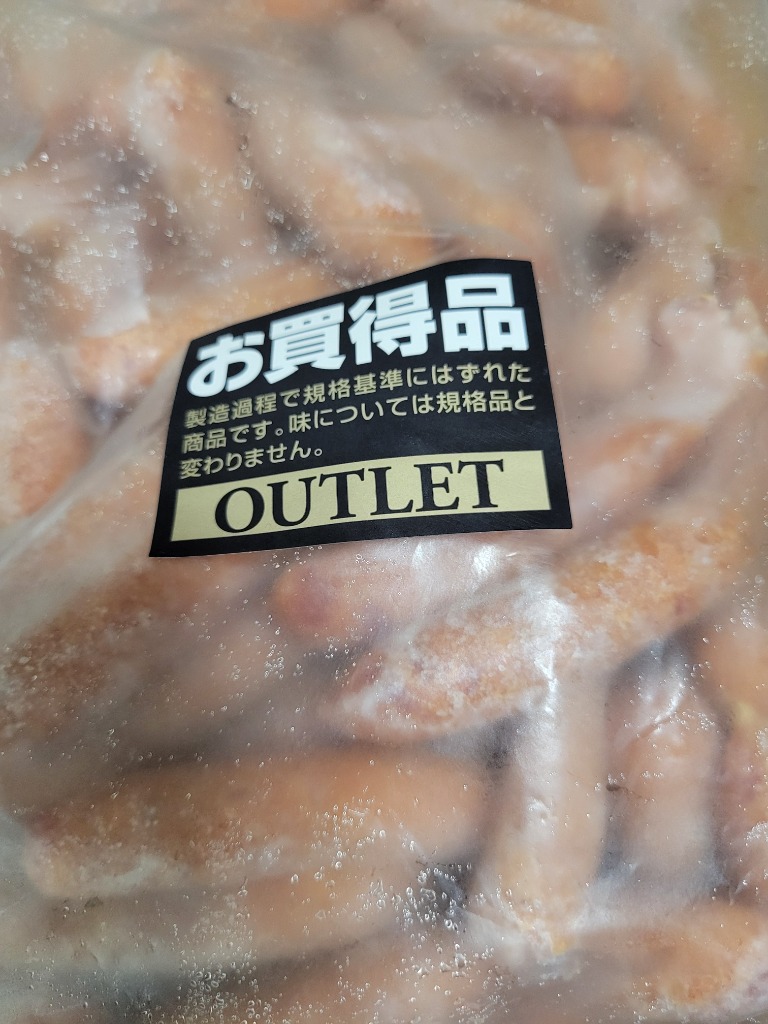 お買得品
製造過程で規格基準にはずれた
商品です。味については規格品と
変わりません。
OUTLET